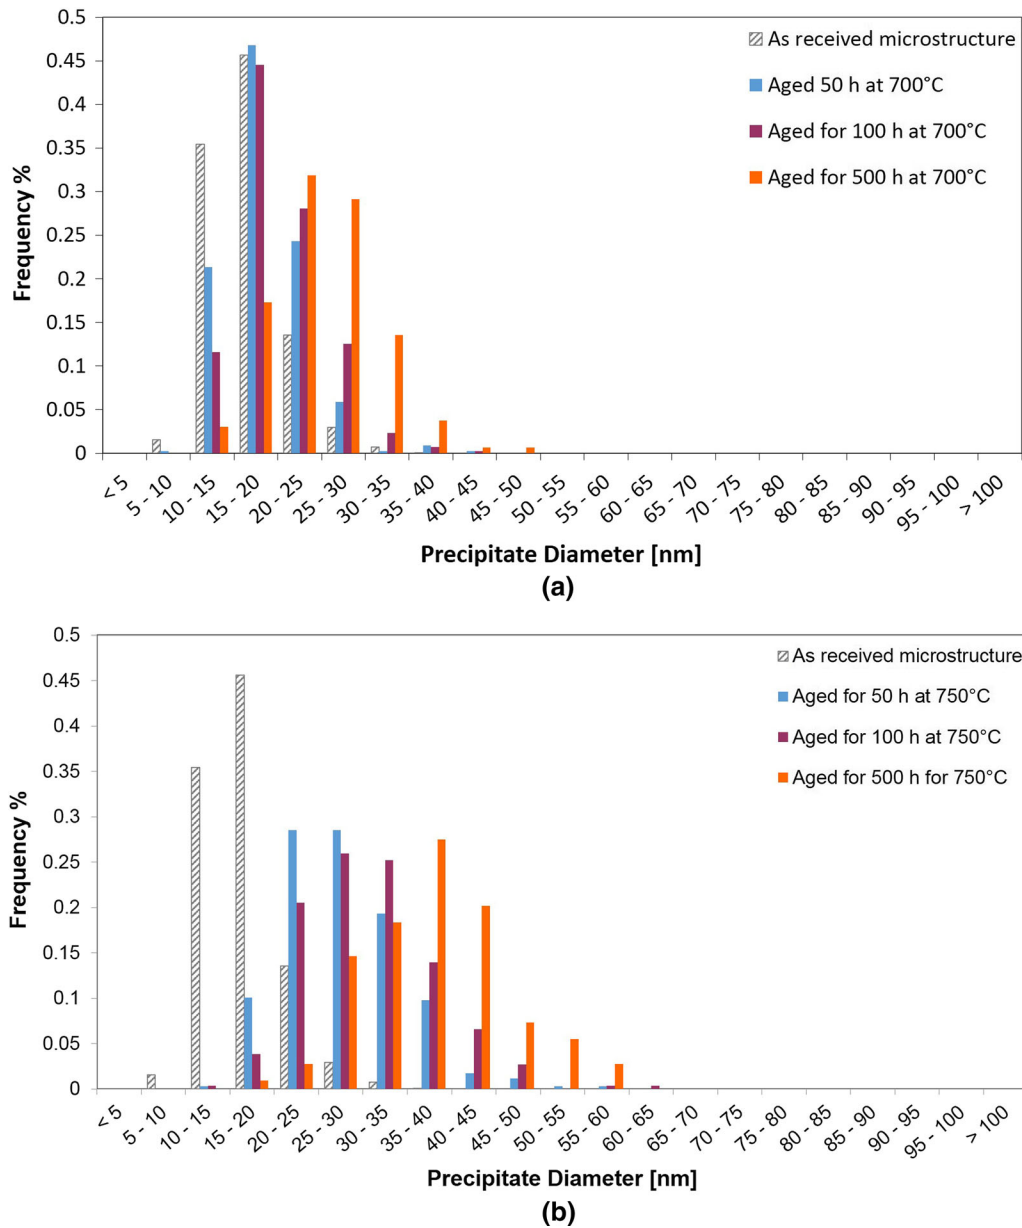 0.5
0.45
0.4
0.35
0.3
0.25
0.2
0.15
0.1
0.05
0
Frequency %
As received microstructure
Aged 50 h at 700°C
Aged for 100 h at 700°C
Aged for 500 h at 700°C
< 5
5 - 10
10 - 15
15 - 20
20 - 25
25 - 30
30 - 35
35 - 40
40 - 45
45 - 50
50 - 55
55 - 60
60 - 65
65 - 70
70 - 75
75 - 80
80 - 85
85 - 90
90 - 95
95 - 100
> 100
Precipitate Diameter [nm]
(a)
0.5
0.45
0.4
0.35
0.3
0.25
0.2
0.15
0.1
0.05
0
Frequency %
As received microstructure
Aged for 50 h at 750°C
Aged for 100 h at 750°C
Aged for 500 h for 750°C
< 5
5 - 10
10 - 15
15 - 20
20 - 25
25 - 30
30 - 35
35 - 40
40 - 45
45 - 50
50 - 55
55 - 60
60 - 65
65 - 70
70 - 75
75 - 80
80 - 85
85 - 90
90 - 95
95 - 100
> 100
Precipitate Diameter [nm]
(b)